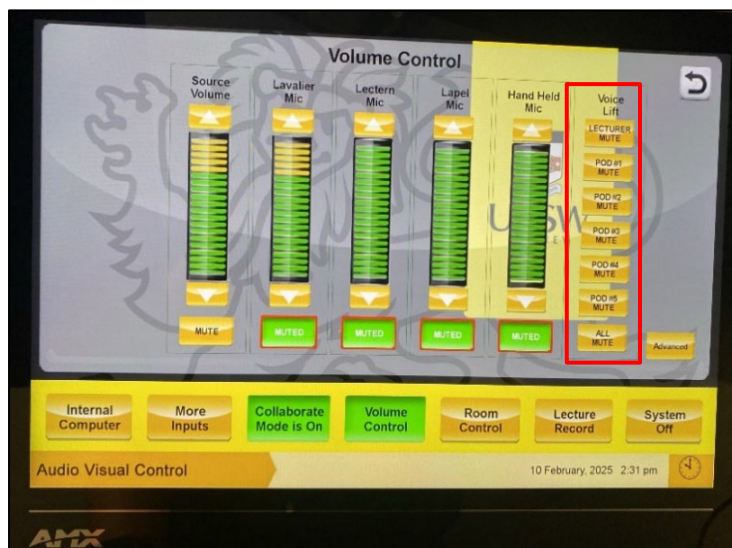 Volume Control
Source
Volume
Lavalier
Mic
Lectern
Mic
Lapel
Mic
Hand Held
Mic
Voice
Lift
LECTURER
MUTE
POD #1
MUTE
POD #2
MUTE
POD #3
MUTE
POD #4
MUTE
POD #5
MUTE
MUTE
MUTED
MUTED
MUTED
MUTED
ALL
MUTE
Advanced
Internal
Computer
More
Inputs
Collaborate
Mode is On
Volume
Control
Room
Control
Lecture
Record
System
Off
Audio Visual Control
10 February, 2025 2:31 pm
AMX